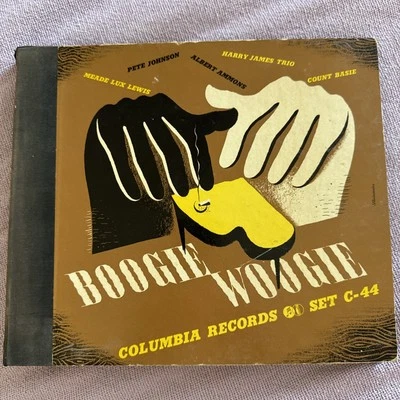 PETE JOHNSON
HARRY JAMES TRIO
MEADE LUX LEWIS
ALBERT AMMONS
COUNT BASIE
BOOGIE WOOGIE
COLUMBIA RECORDS SET C-44